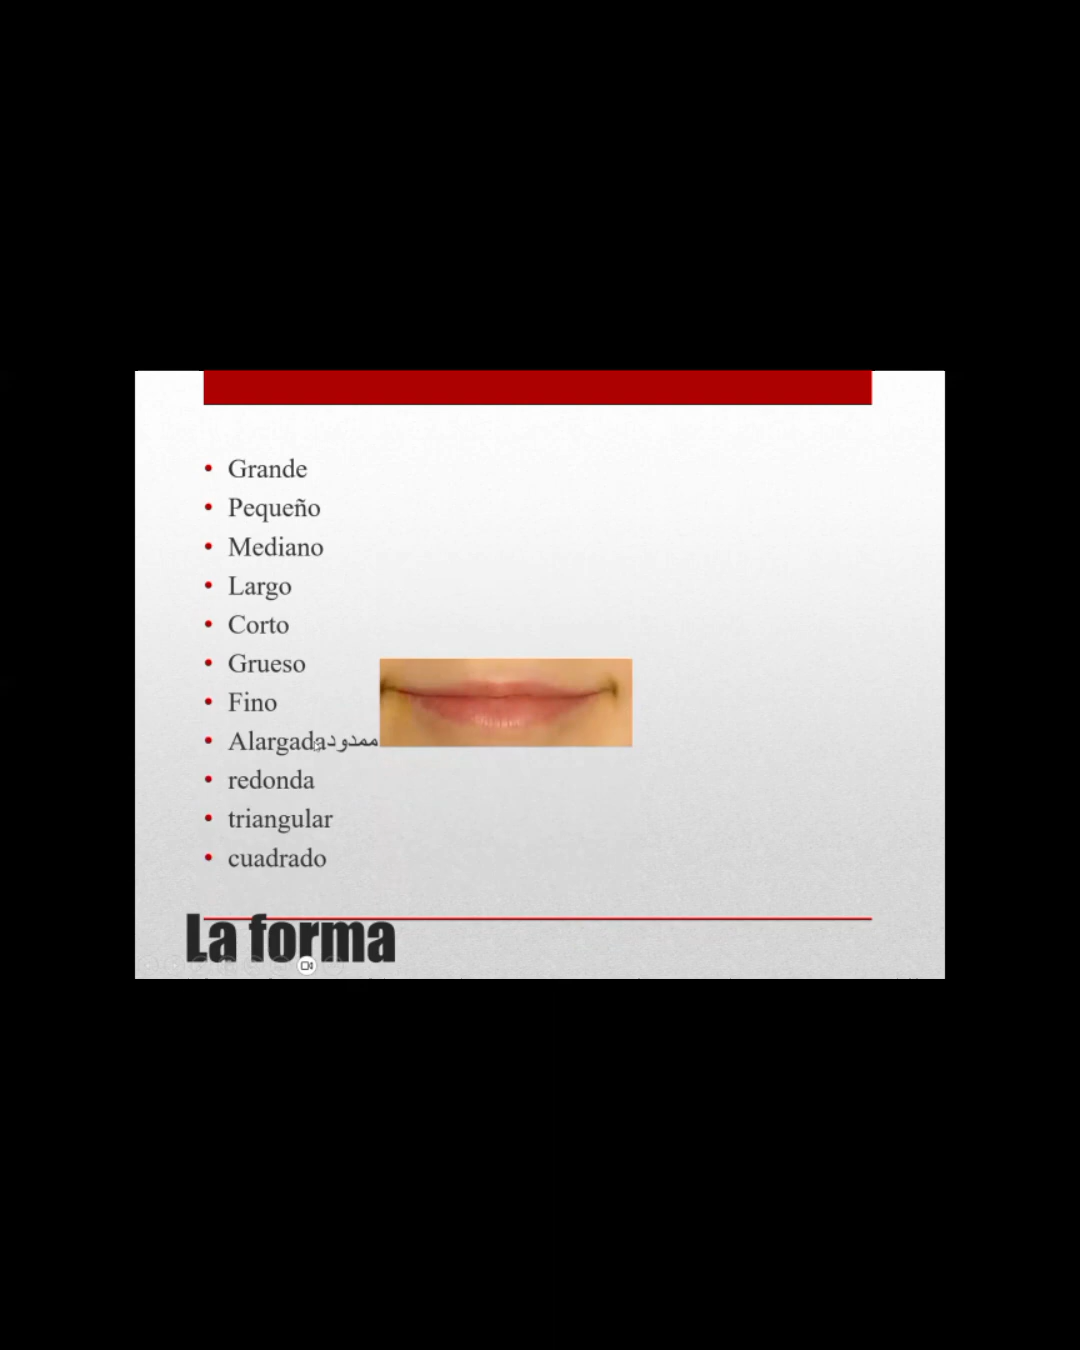 Grande
Pequeño
Mediano
Largo
Corto
Grueso
Fino
Alargadaممدود
redonda
triangular
cuadrado
La forma